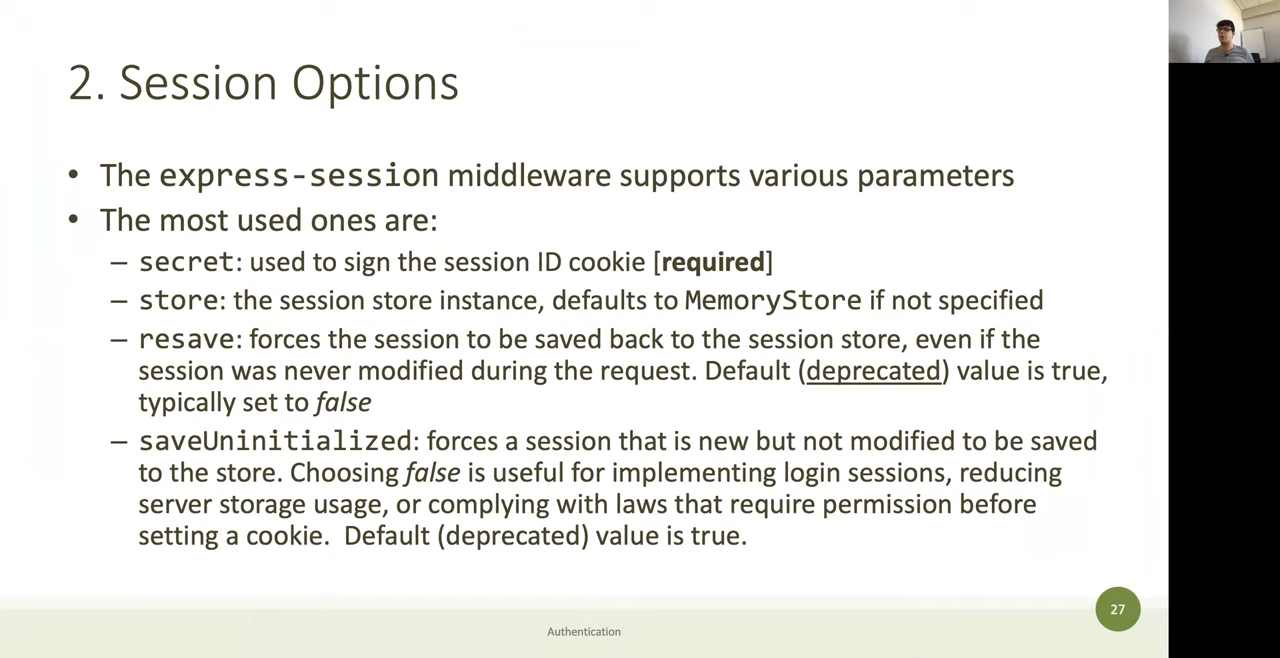 2. Session Options
• The express-session middleware supports various parameters
• The most used ones are:
– secret: used to sign the session ID cookie [required]
– store: the session store instance, defaults to MemoryStore if not specified
– resave: forces the session to be saved back to the session store, even if the
session was never modified during the request. Default (deprecated) value is true,
typically set to false
– saveUninitialized: forces a session that is new but not modified to be saved
to the store. Choosing false is useful for implementing login sessions, reducing
server storage usage, or complying with laws that require permission before
setting a cookie.  Default (deprecated) value is true.
27
Authentication